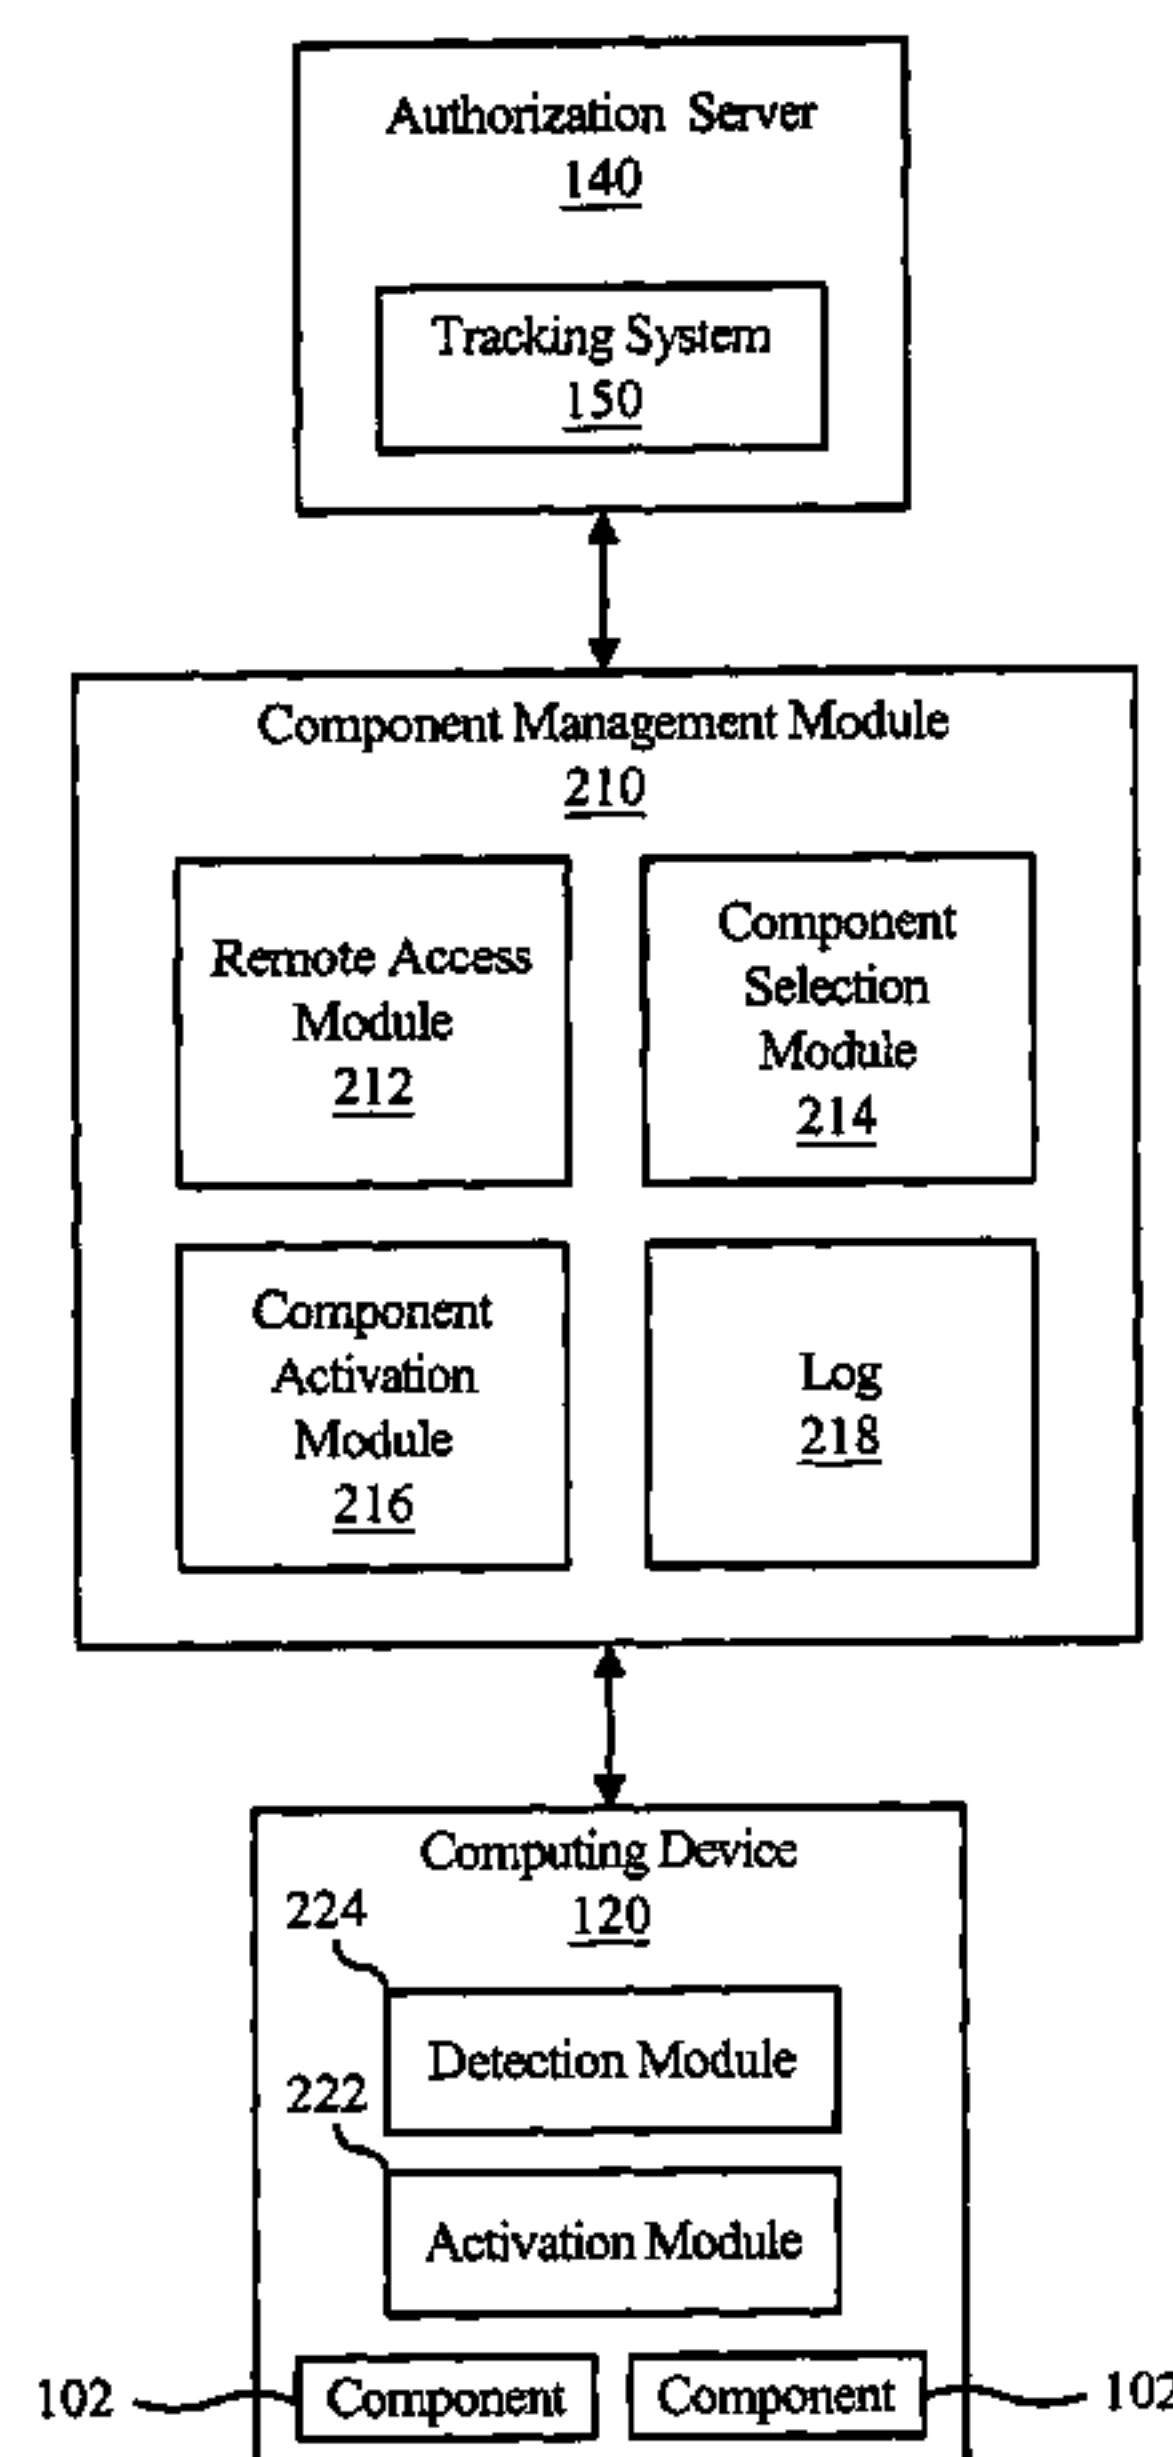 Authorization Server
140
Tracking System
150
Component Management Module
210
Remote Access
Module
212
Component
Selection
Module
214
Component
Activation
Module
216
Log
218
Computing Device
120
224
Detection Module
222
Activation Module
102
Component
Component
102